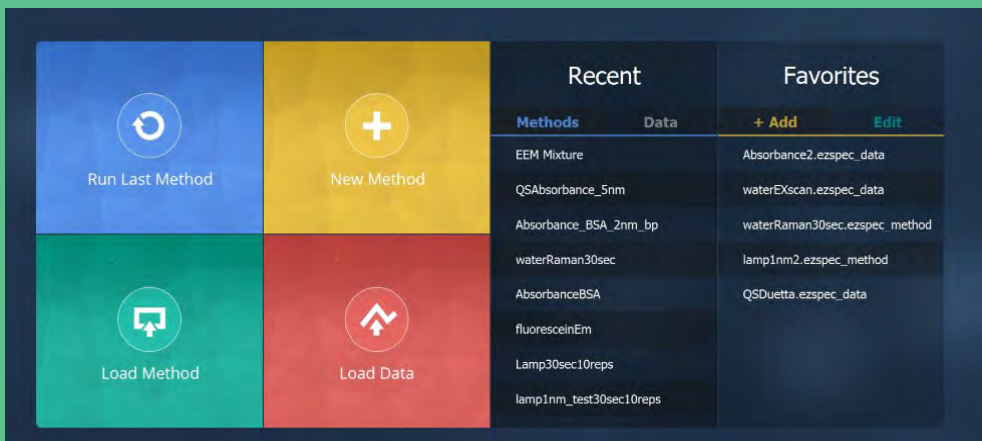 Run Last Method
New Method
Load Method
Load Data
Recent
Methods Data
EEM Mixture
QSAbsorbance_5nm
Absorbance_BSA_2nm_bp
waterRaman30sec
AbsorbanceBSA
fluoresceinEm
Lamp30sec10reps
lamp1nm_test30sec10reps
Favorites
+ Add Edit
Absorbance2.ezspec_data
waterEXscan.ezspec_data
waterRaman30sec.ezspec_method
lamp1nm2.ezspec_method
QSDuetta.ezspec_data